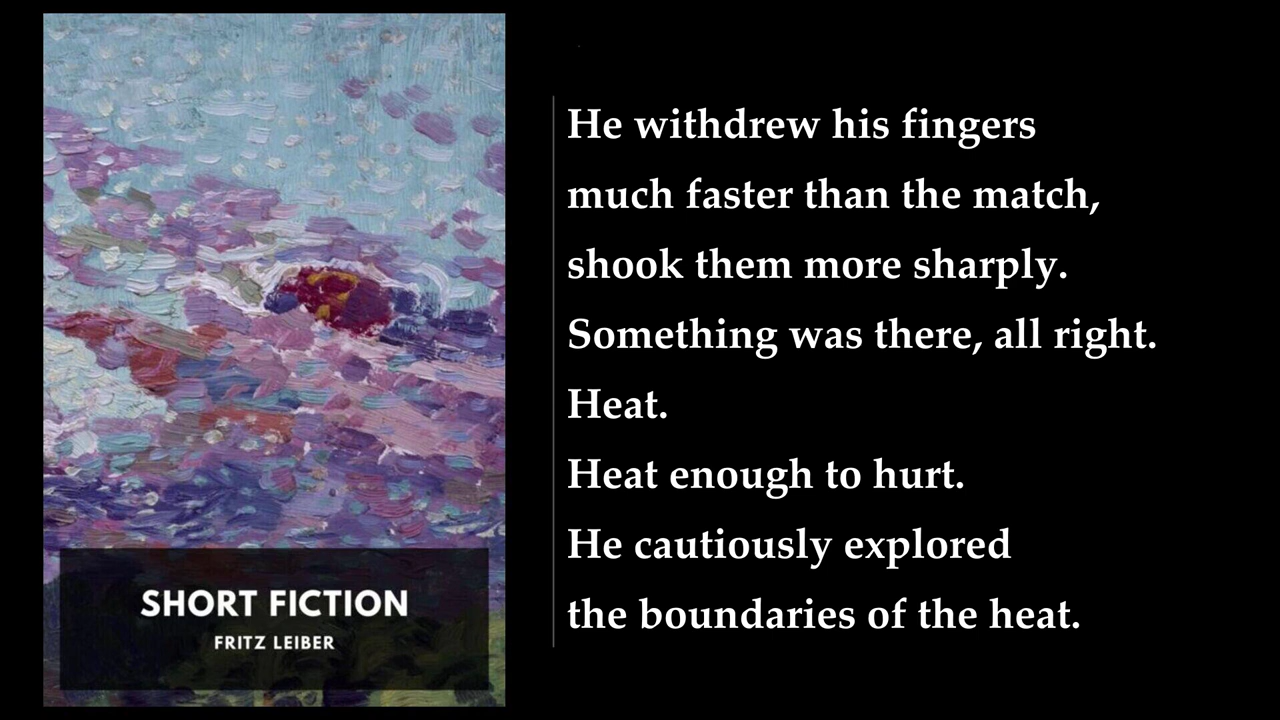 He withdrew his fingers
much faster than the match,
shook them more sharply.
Something was there, all right.
Heat.
Heat enough to hurt.
He cautiously explored
the boundaries of the heat.
SHORT FICTION
FRITZ LEIBER